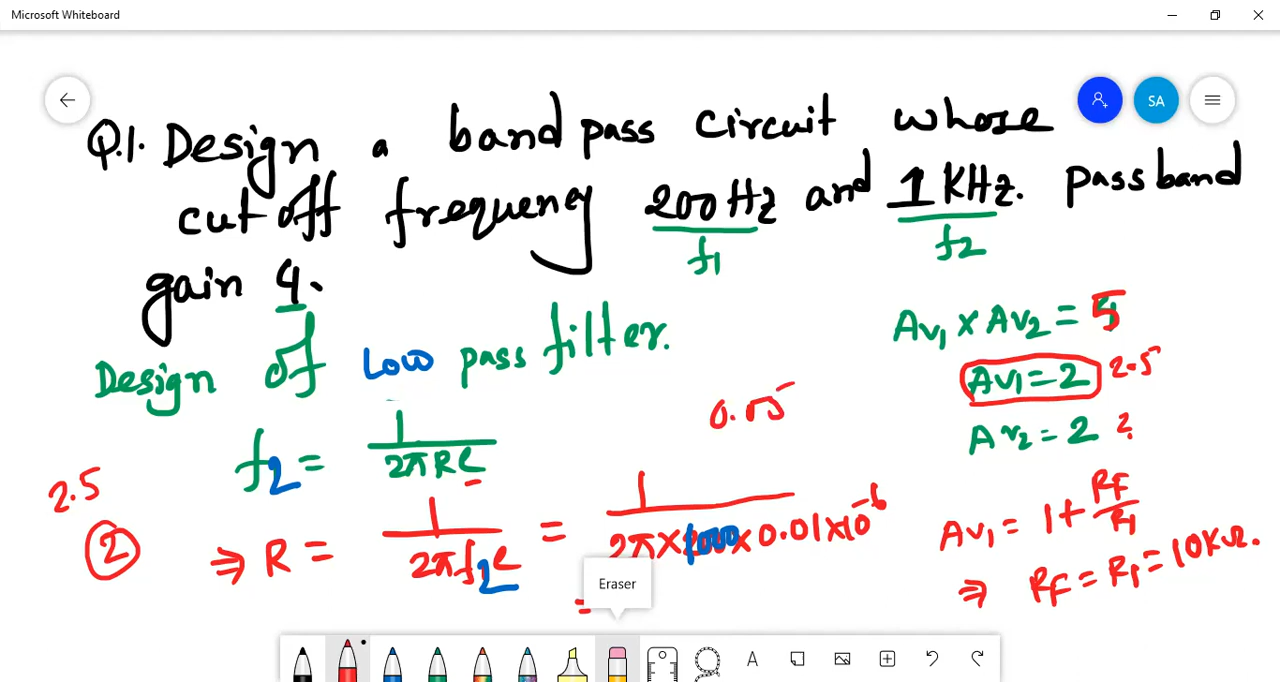 Microsoft Whiteboard
SA
Q.1. Design a band pass circuit whose
cut off frequency 200 Hz and 1 KHz. pass band
f1 f2
gain 4.
Av1 x Av2 = 5
Design of Low pass filter.
Av1 = 2 2.5
0.05
Av2 = 2 2
f2 = 1/2πRC
2.5
Av1 = 1 + RF/R1
2 ⇒ R = 1/2πf2C = 1/2π×1000×0.01×10^-6
⇒ RF = R1 = 10KΩ.
=
Eraser
A